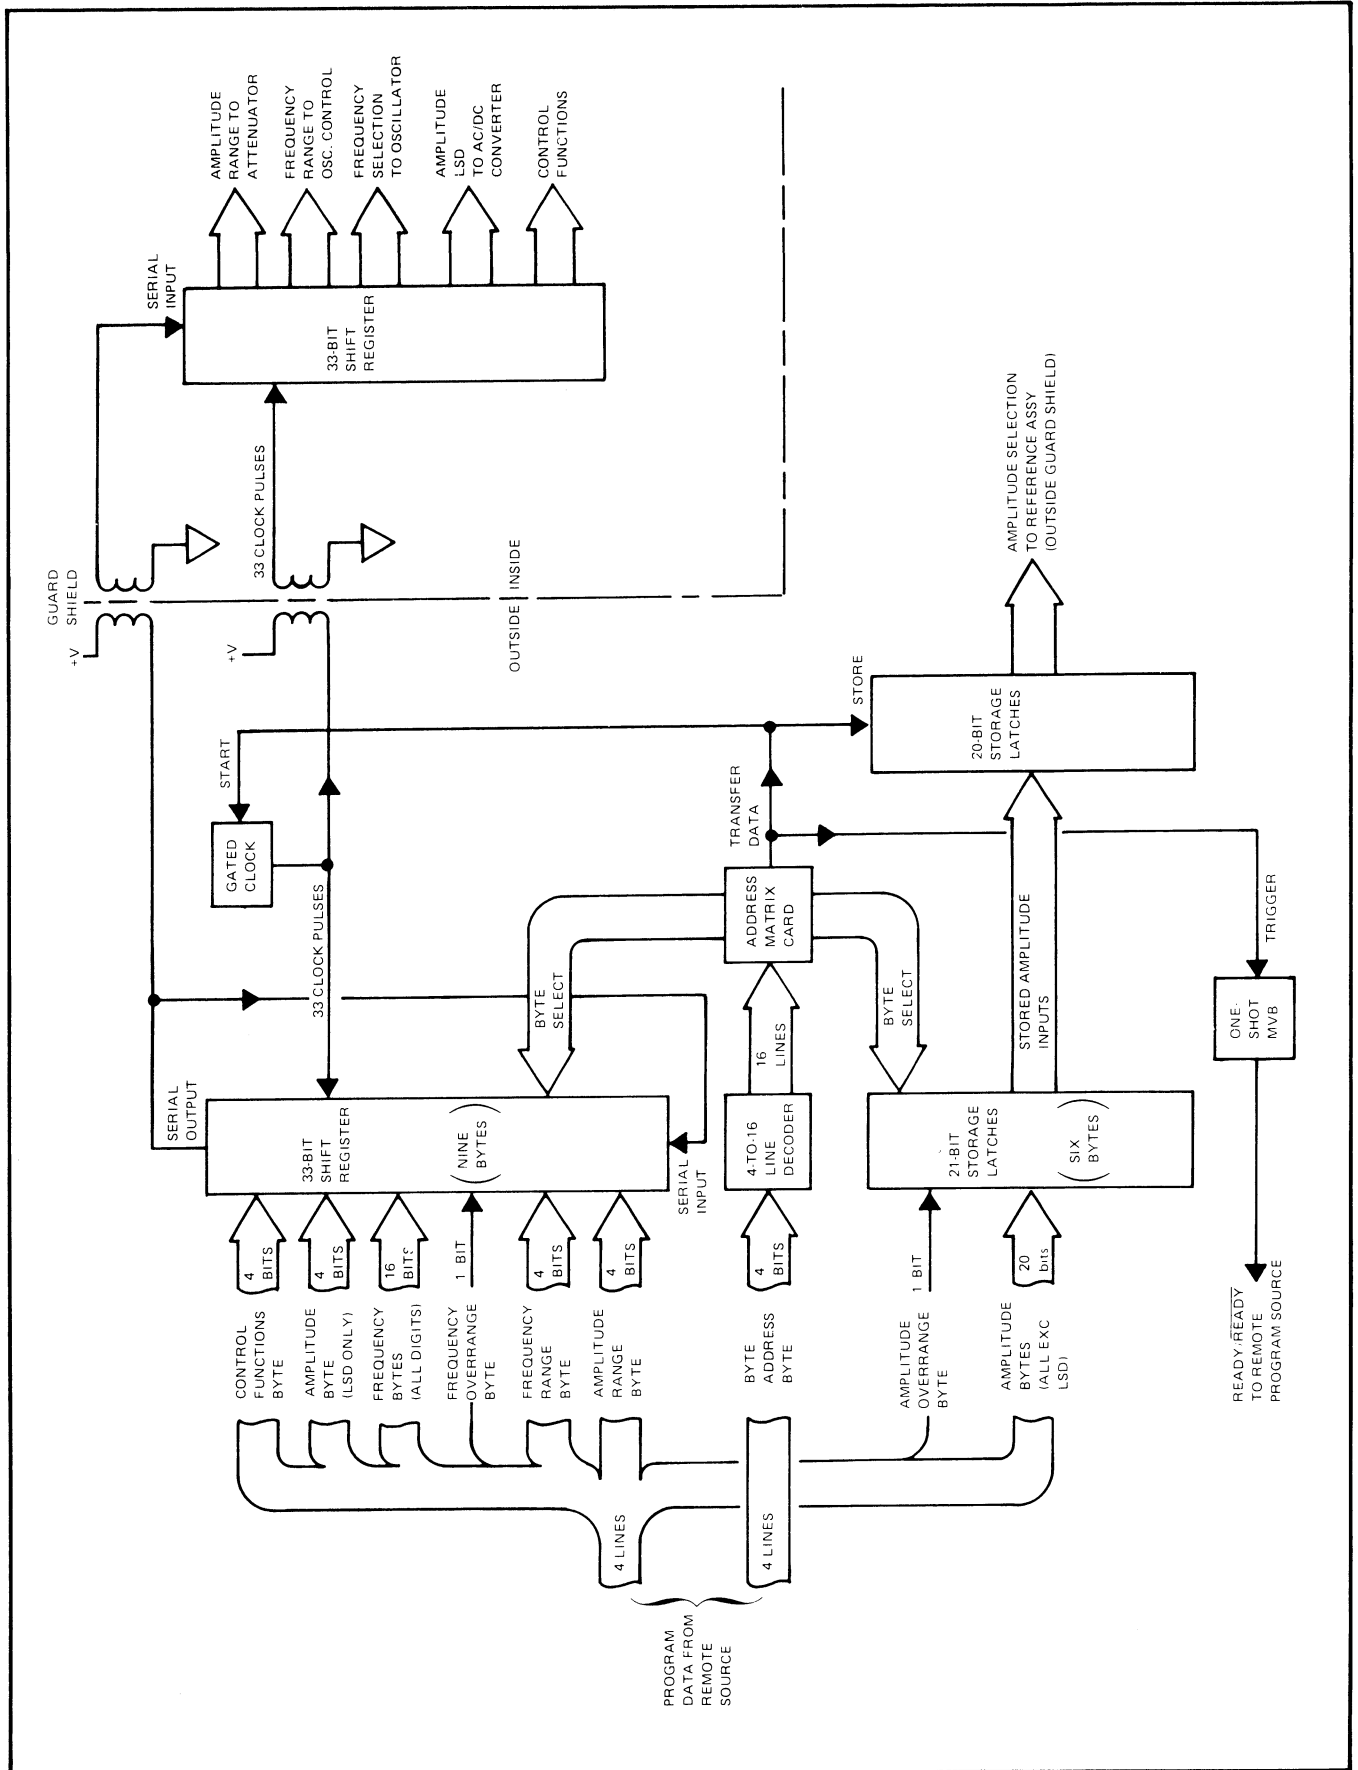 PROGRAM
DATA FROM
REMOTE
SOURCE
4 LINES
4 LINES
CONTROL
FUNCTIONS
BYTE
4
BITS
AMPLITUDE
BYTE
(LSD ONLY)
4
BITS
FREQUENCY
BYTES
(ALL DIGITS)
16
BITS
FREQUENCY
OVERRANGE
BYTE
1 BIT
FREQUENCY
RANGE
BYTE
4
BITS
AMPLITUDE
RANGE
BYTE
4
BITS
BYTE
ADDRESS
BYTE
4
BITS
AMPLITUDE
OVERRANGE
BYTE
1 BIT
AMPLITUDE
BYTES
(ALL EXC
LSD)
20
bits
READY/READY
TO REMOTE
PROGRAM SOURCE
SERIAL
OUTPUT
33-BIT
SHIFT
REGISTER
(NINE
BYTES)
SERIAL
INPUT
4-TO-16
LINE
DECODER
21-BIT
STORAGE
LATCHES
(SIX
BYTES)
33 CLOCK PULSES
BYTE
SELECT
16
LINES
BYTE
SELECT
STORED AMPLITUDE
INPUTS
ONE-
SHOT
MVB
TRIGGER
GATED
CLOCK
START
ADDRESS
MATRIX
CARD
TRANSFER
DATA
STORE
20-BIT
STORAGE
LATCHES
GUARD
SHIELD
+V
+V
OUTSIDE
INSIDE
33 CLOCK PULSES
AMPLITUDE SELECTION
TO REFERENCE ASSY
(OUTSIDE GUARD SHIELD)
SERIAL
INPUT
33-BIT
SHIFT
REGISTER
AMPLITUDE
RANGE TO
ATTENUATOR
FREQUENCY
RANGE TO
OSC. CONTROL
FREQUENCY
SELECTION
TO OSCILLATOR
AMPLITUDE
LSD
TO AC/DC
CONVERTER
CONTROL
FUNCTIONS